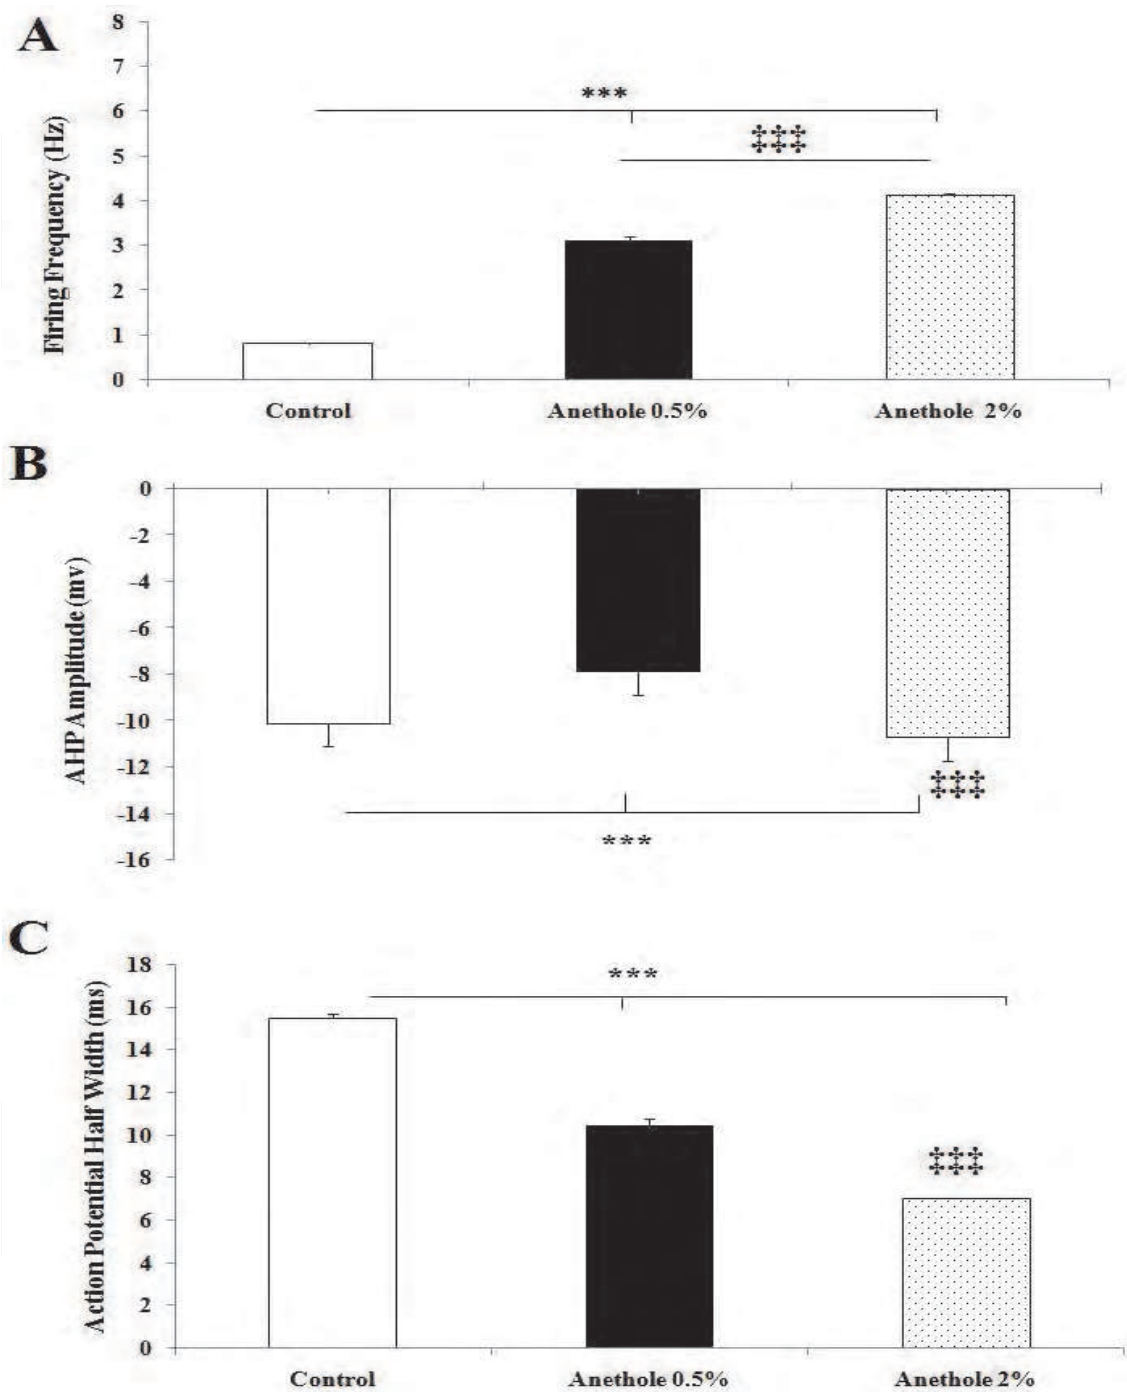 A
8
7
6
5
4
3
2
1
0
Firing Frequency (Hz)
***
‡‡‡
Control
Anethole 0.5%
Anethole 2%
B
0
-2
-4
-6
-8
-10
-12
-14
-16
AHP Amplitude (mv)
‡‡‡
***
C
18
16
14
12
10
8
6
4
2
0
Action Potential Half Width (ms)
***
‡‡‡
Control
Anethole 0.5%
Anethole 2%